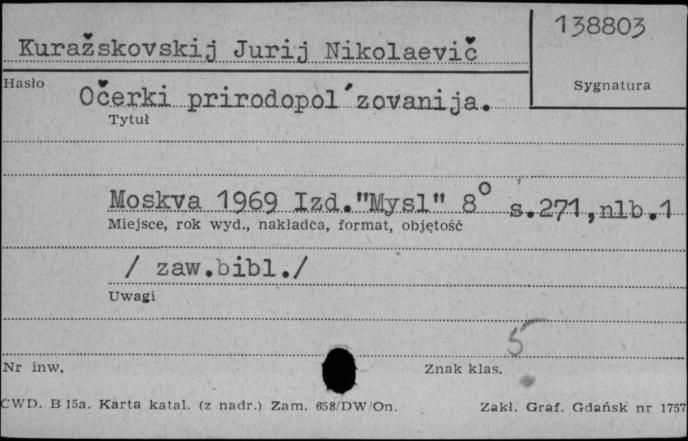 138803
Kuražskovskij Jurij Nikolaevič
Hasło
Sygnatura
Očerki prirodopol´zovanija.
Tytuł
Moskva 1969 Izd."Mysl" 8° s.271,nlb.1
Miejsce, rok wyd., nakładca, format, objętość
/ zaw.bibl./
Uwagi
5
Nr inw.
Znak klas.
CWD. B 15a. Karta katal. (z nadr.) Zam. 658/DW/On.
Zakł. Graf. Gdańsk nr 1757